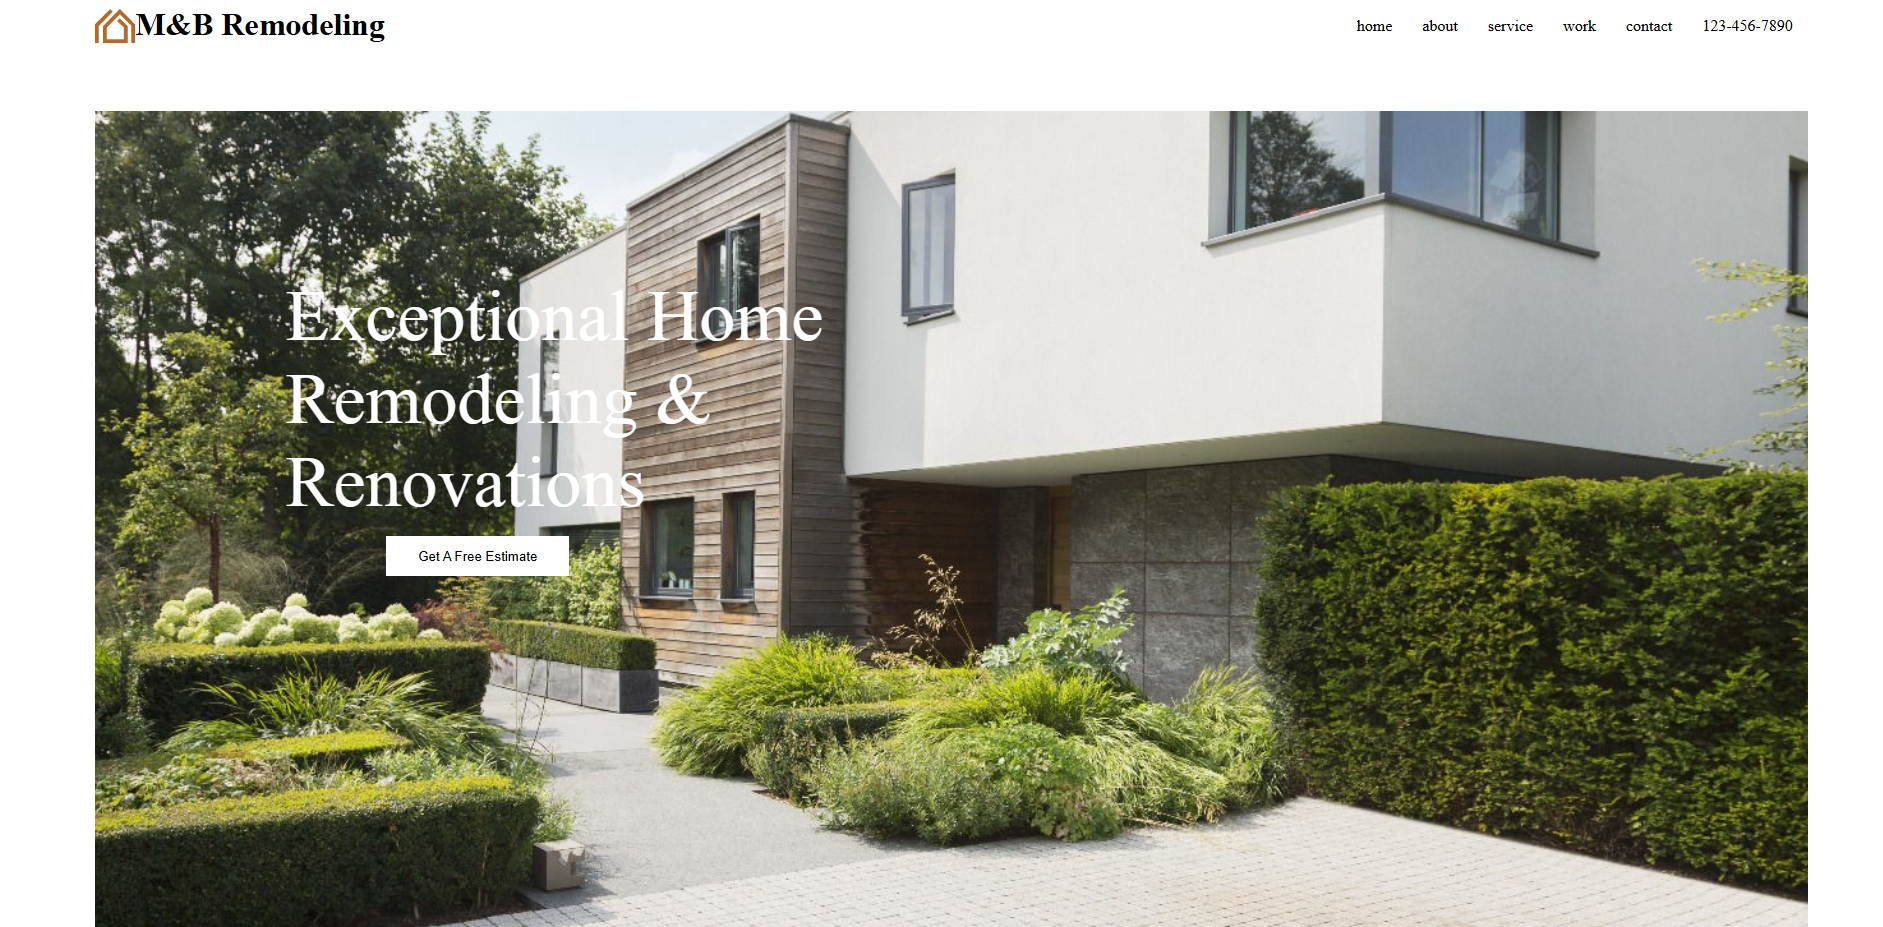 M&B Remodeling
home about service work contact 123-456-7890
Exceptional Home
Remodeling &
Renovations
Get A Free Estimate